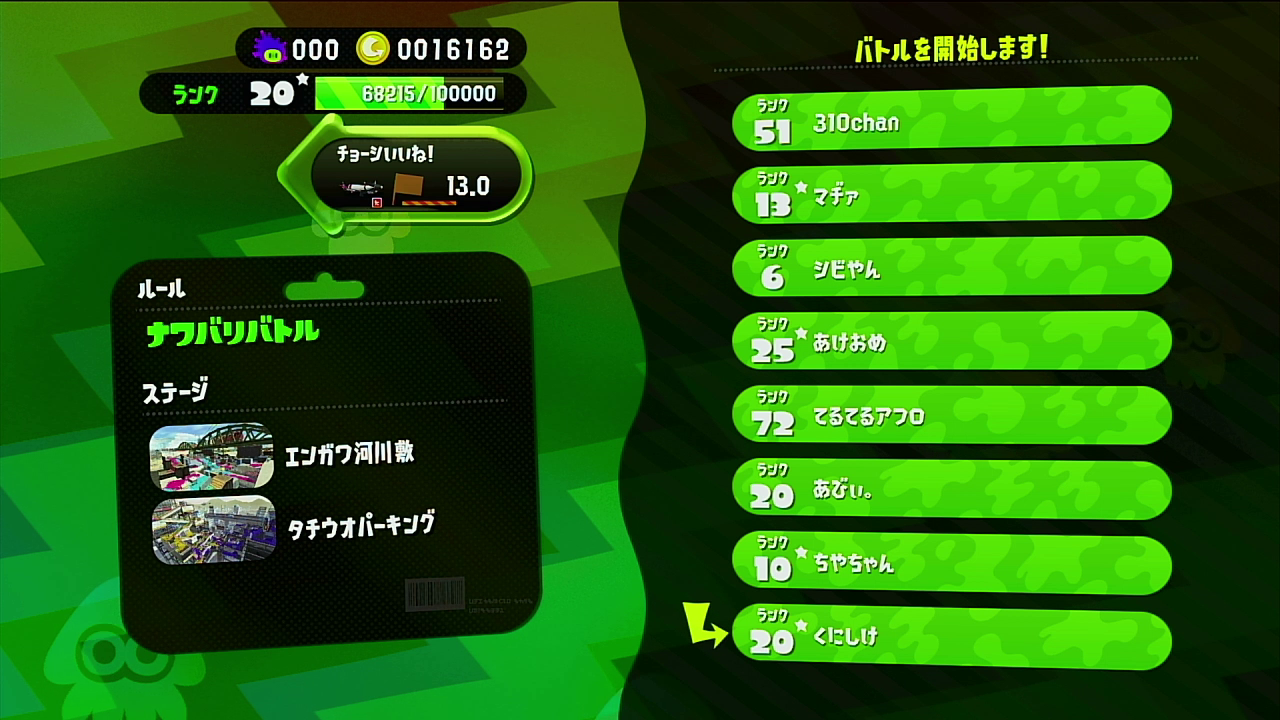 000 0016162
ランク 20★ 68215/100000
チョーシいいね!
13.0
ルール
ナワバリバトル
ステージ
エンガワ河川敷
タチウオパーキング
バトルを開始します!
ランク
51 310chan
ランク
13★ マヂァ
ランク
6 シビやん
ランク
25★ あけおめ
ランク
72 てるてるアフロ
ランク
20 あびぃ。
ランク
10★ ちやちゃん
ランク
20★ くにしけ